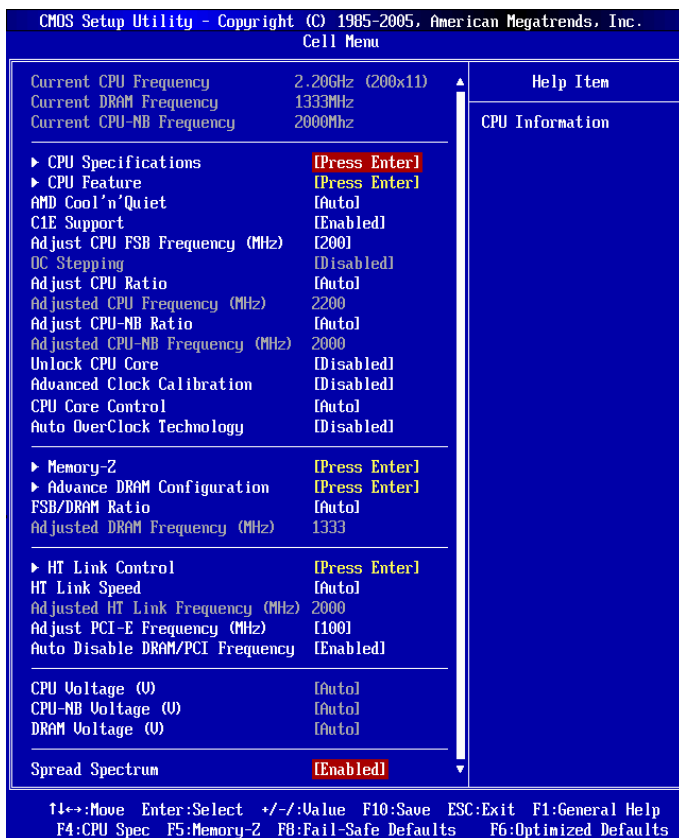 CMOS Setup Utility - Copyright (C) 1985-2005, American Megatrends, Inc.
Cell Menu
Current CPU Frequency 2.20GHz (200x11)
Current DRAM Frequency 1333MHz
Current CPU-NB Frequency 2000Mhz
▶ CPU Specifications [Press Enter]
▶ CPU Feature [Press Enter]
AMD Cool'n'Quiet [Auto]
C1E Support [Enabled]
Adjust CPU FSB Frequency (MHz) [200]
OC Stepping [Disabled]
Adjust CPU Ratio [Auto]
Adjusted CPU Frequency (MHz) 2200
Adjust CPU-NB Ratio [Auto]
Adjusted CPU-NB Frequency (MHz) 2000
Unlock CPU Core [Disabled]
Advanced Clock Calibration [Disabled]
CPU Core Control [Auto]
Auto OverClock Technology [Disabled]
▶ Memory-Z [Press Enter]
▶ Advance DRAM Configuration [Press Enter]
FSB/DRAM Ratio [Auto]
Adjusted DRAM Frequency (MHz) 1333
▶ HT Link Control [Press Enter]
HT Link Speed [Auto]
Adjusted HT Link Frequency (MHz) 2000
Adjust PCI-E Frequency (MHz) [100]
Auto Disable DRAM/PCI Frequency [Enabled]
CPU Voltage (V) [Auto]
CPU-NB Voltage (V) [Auto]
DRAM Voltage (V) [Auto]
Spread Spectrum [Enabled]
Help Item
CPU Information
↑↓←→:Move Enter:Select +/-/:Value F10:Save ESC:Exit F1:General Help
F4:CPU Spec F5:Memory-Z F8:Fail-Safe Defaults F6:Optimized Defaults